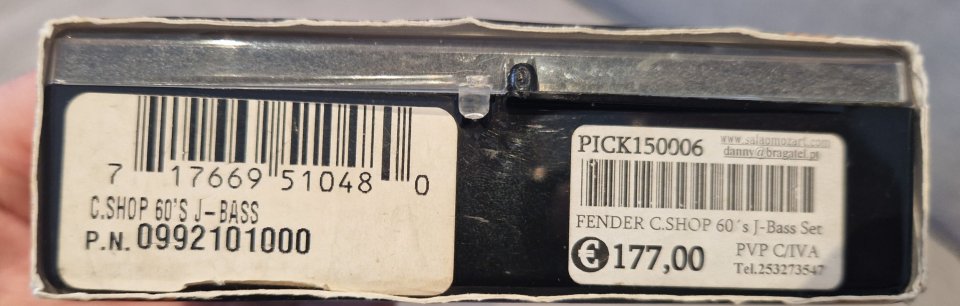 7 17669 51048 0
C.SHOP 60'S J-BASS
P.N. 0992101000
PICK150006
www.salaomozart.com
danny@bragatel.pt
FENDER C.SHOP 60´s J-Bass Set
€ 177,00
PVP C/IVA
Tel.253273547